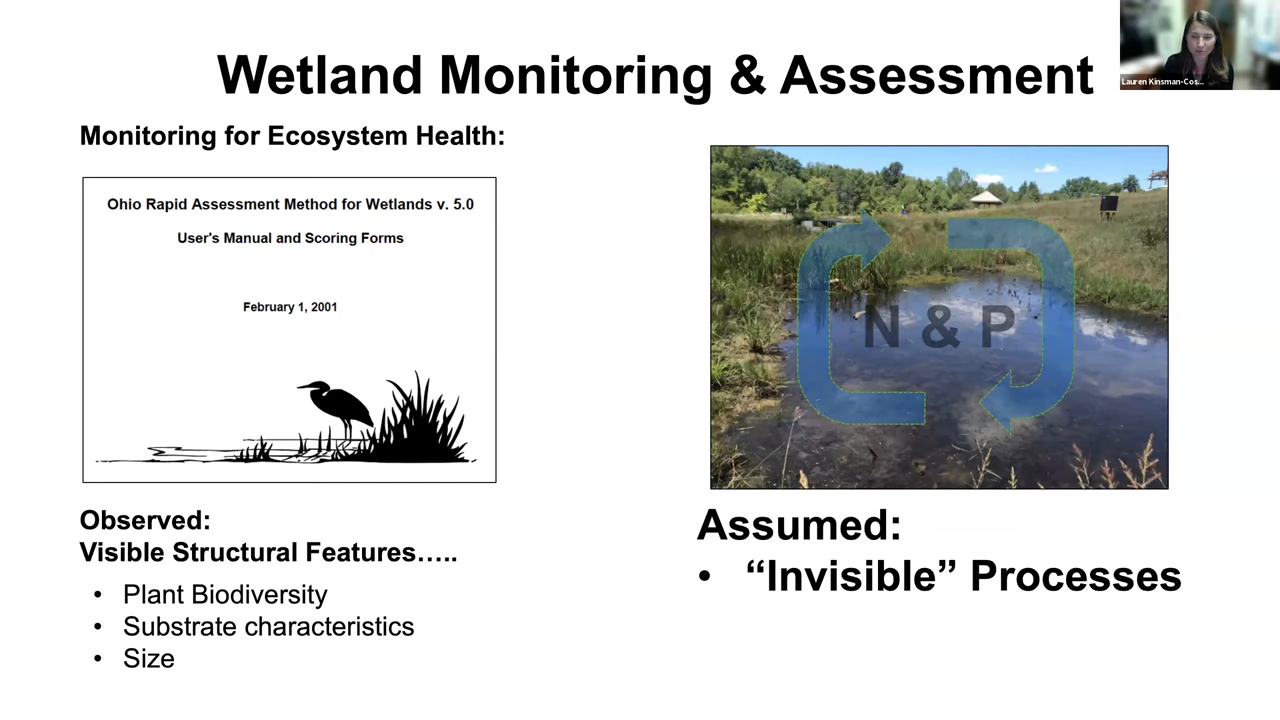 Wetland Monitoring & Assessment
Lauren Kinsman-Cos...
Monitoring for Ecosystem Health:
Ohio Rapid Assessment Method for Wetlands v. 5.0
User's Manual and Scoring Forms
February 1, 2001
N & P
Observed:
Visible Structural Features…..
• Plant Biodiversity
• Substrate characteristics
• Size
Assumed:
• “Invisible” Processes